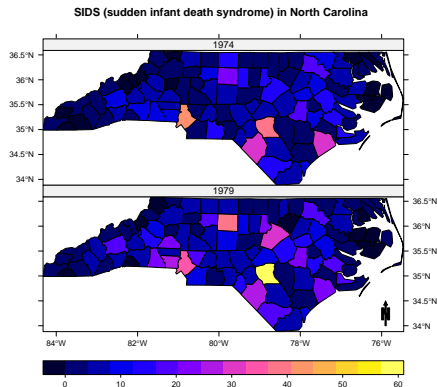 SIDS (sudden infant death syndrome) in North Carolina
1974
36.5°N
36°N
35.5°N
35°N
34.5°N
34°N
1979
36.5°N
36°N
35.5°N
35°N
34.5°N
34°N
84°W 82°W 80°W 78°W 76°W
0 10 20 30 40 50 60